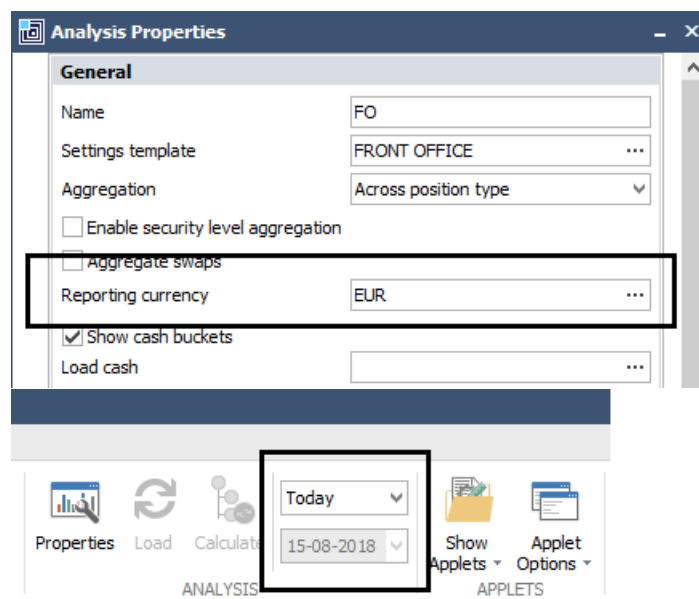 Analysis Properties
General
Name FO
Settings template FRONT OFFICE ...
Aggregation Across position type
Enable security level aggregation
Aggregate swaps
Reporting currency EUR ...
Show cash buckets
Load cash ...
Today
15-08-2018
Properties Load Calculate Show Applets Applet Options
ANALYSIS APPLETS